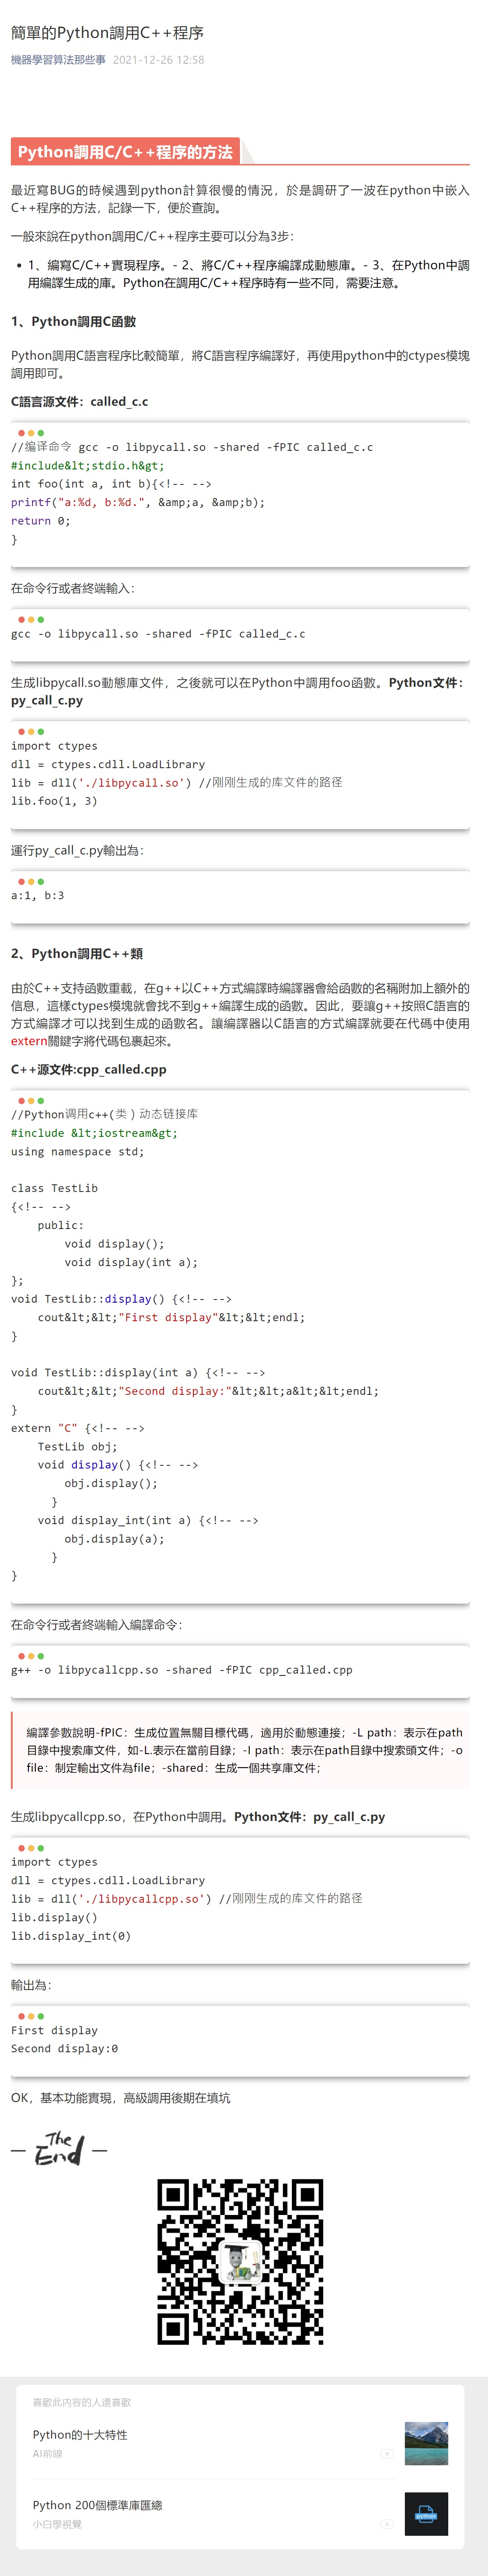 簡單的Python調用C++程序
機器學習算法那些事 2021-12-26 12:58
Python調用C/C++程序的方法
最近寫BUG的時候遇到python計算很慢的情況，於是調研了一波在python中嵌入
C++程序的方法，記錄一下，便於查詢。
一般來說在python調用C/C++程序主要可以分為3步：
• 1、編寫C/C++實現程序。- 2、將C/C++程序編譯成動態庫。- 3、在Python中調
用編譯生成的庫。Python在調用C/C++程序時有一些不同，需要注意。
1、Python調用C函數
Python調用C語言程序比較簡單，將C語言程序編譯好，再使用python中的ctypes模塊
調用即可。
C語言源文件：called_c.c
//编译命令 gcc -o libpycall.so -shared -fPIC called_c.c
#include&lt;stdio.h&gt;
int foo(int a, int b){<!-- -->
printf("a:%d, b:%d.", &amp;a, &amp;b);
return 0;
}
在命令行或者終端輸入：
gcc -o libpycall.so -shared -fPIC called_c.c
生成libpycall.so動態庫文件，之後就可以在Python中調用foo函數。Python文件：
py_call_c.py
import ctypes
dll = ctypes.cdll.LoadLibrary
lib = dll('./libpycall.so') //刚刚生成的库文件的路径
lib.foo(1, 3)
運行py_call_c.py輸出為：
a:1, b:3
2、Python調用C++類
由於C++支持函數重載，在g++以C++方式編譯時編譯器會給函數的名稱附加上額外的
信息，這樣ctypes模塊就會找不到g++編譯生成的函數。因此，要讓g++按照C語言的
方式編譯才可以找到生成的函數名。讓編譯器以C語言的方式編譯就要在代碼中使用
extern關鍵字將代碼包裹起來。
C++源文件:cpp_called.cpp
//Python调用c++(类）动态链接库
#include &lt;iostream&gt;
using namespace std;
class TestLib
{<!-- -->
public:
void display();
void display(int a);
};
void TestLib::display() {<!-- -->
cout&lt;&lt;"First display"&lt;&lt;endl;
}
void TestLib::display(int a) {<!-- -->
cout&lt;&lt;"Second display:"&lt;&lt;a&lt;&lt;endl;
}
extern "C" {<!-- -->
TestLib obj;
void display() {<!-- -->
obj.display();
}
void display_int(int a) {<!-- -->
obj.display(a);
}
}
在命令行或者終端輸入編譯命令：
g++ -o libpycallcpp.so -shared -fPIC cpp_called.cpp
編譯參數說明-fPIC：生成位置無關目標代碼，適用於動態連接；-L path：表示在path
目錄中搜索庫文件，如-L.表示在當前目錄；-I path：表示在path目錄中搜索頭文件；-o
file：制定輸出文件為file；-shared：生成一個共享庫文件；
生成libpycallcpp.so，在Python中調用。Python文件：py_call_c.py
import ctypes
dll = ctypes.cdll.LoadLibrary
lib = dll('./libpycallcpp.so') //刚刚生成的库文件的路径
lib.display()
lib.display_int(0)
輸出為：
First display
Second display:0
OK，基本功能實現，高級調用後期在填坑
The
End
喜歡此內容的人還喜歡
Python的十大特性
AI前線
Python 200個標準庫匯總
小白學視覺
python